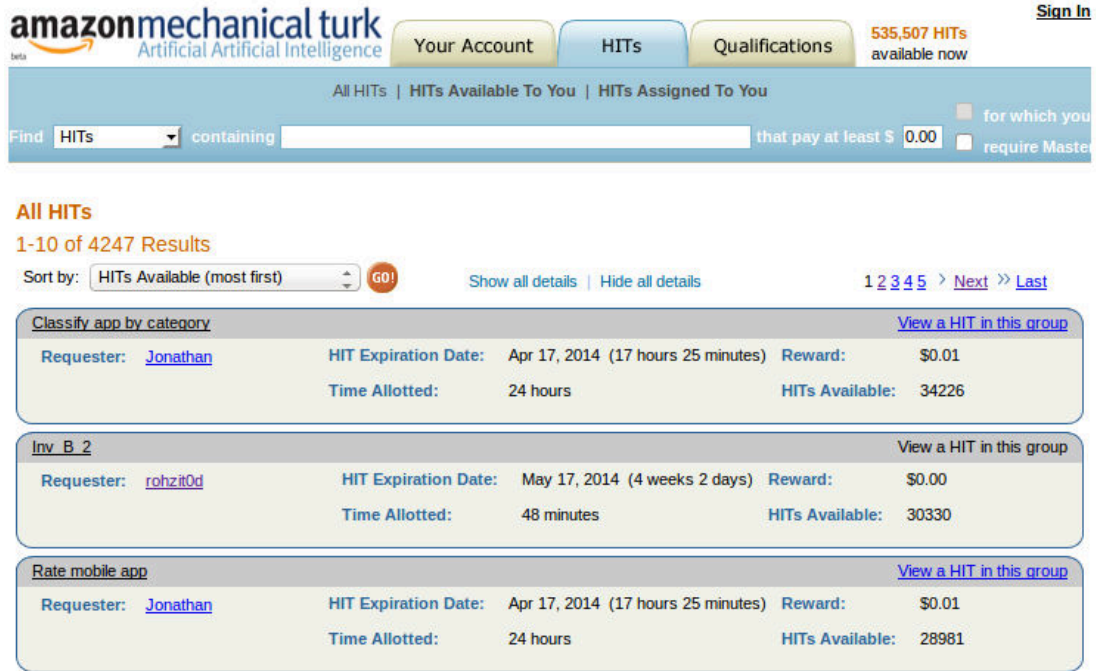 Sign In
amazonmechanical turk
beta
Artificial Artificial Intelligence
Your Account
HITs
Qualifications
535,507 HITs
available now
All HITs | HITs Available To You | HITs Assigned To You
Find HITs containing that pay at least $ 0.00
for which you
require Master
All HITs
1-10 of 4247 Results
Sort by: HITs Available (most first) GO! Show all details | Hide all details 1 2 3 4 5 > Next >> Last
Classify app by category View a HIT in this group
Requester: Jonathan HIT Expiration Date: Apr 17, 2014 (17 hours 25 minutes) Reward: $0.01
Time Allotted: 24 hours HITs Available: 34226
Inv_B_2 View a HIT in this group
Requester: rohzit0d HIT Expiration Date: May 17, 2014 (4 weeks 2 days) Reward: $0.00
Time Allotted: 48 minutes HITs Available: 30330
Rate mobile app View a HIT in this group
Requester: Jonathan HIT Expiration Date: Apr 17, 2014 (17 hours 25 minutes) Reward: $0.01
Time Allotted: 24 hours HITs Available: 28981